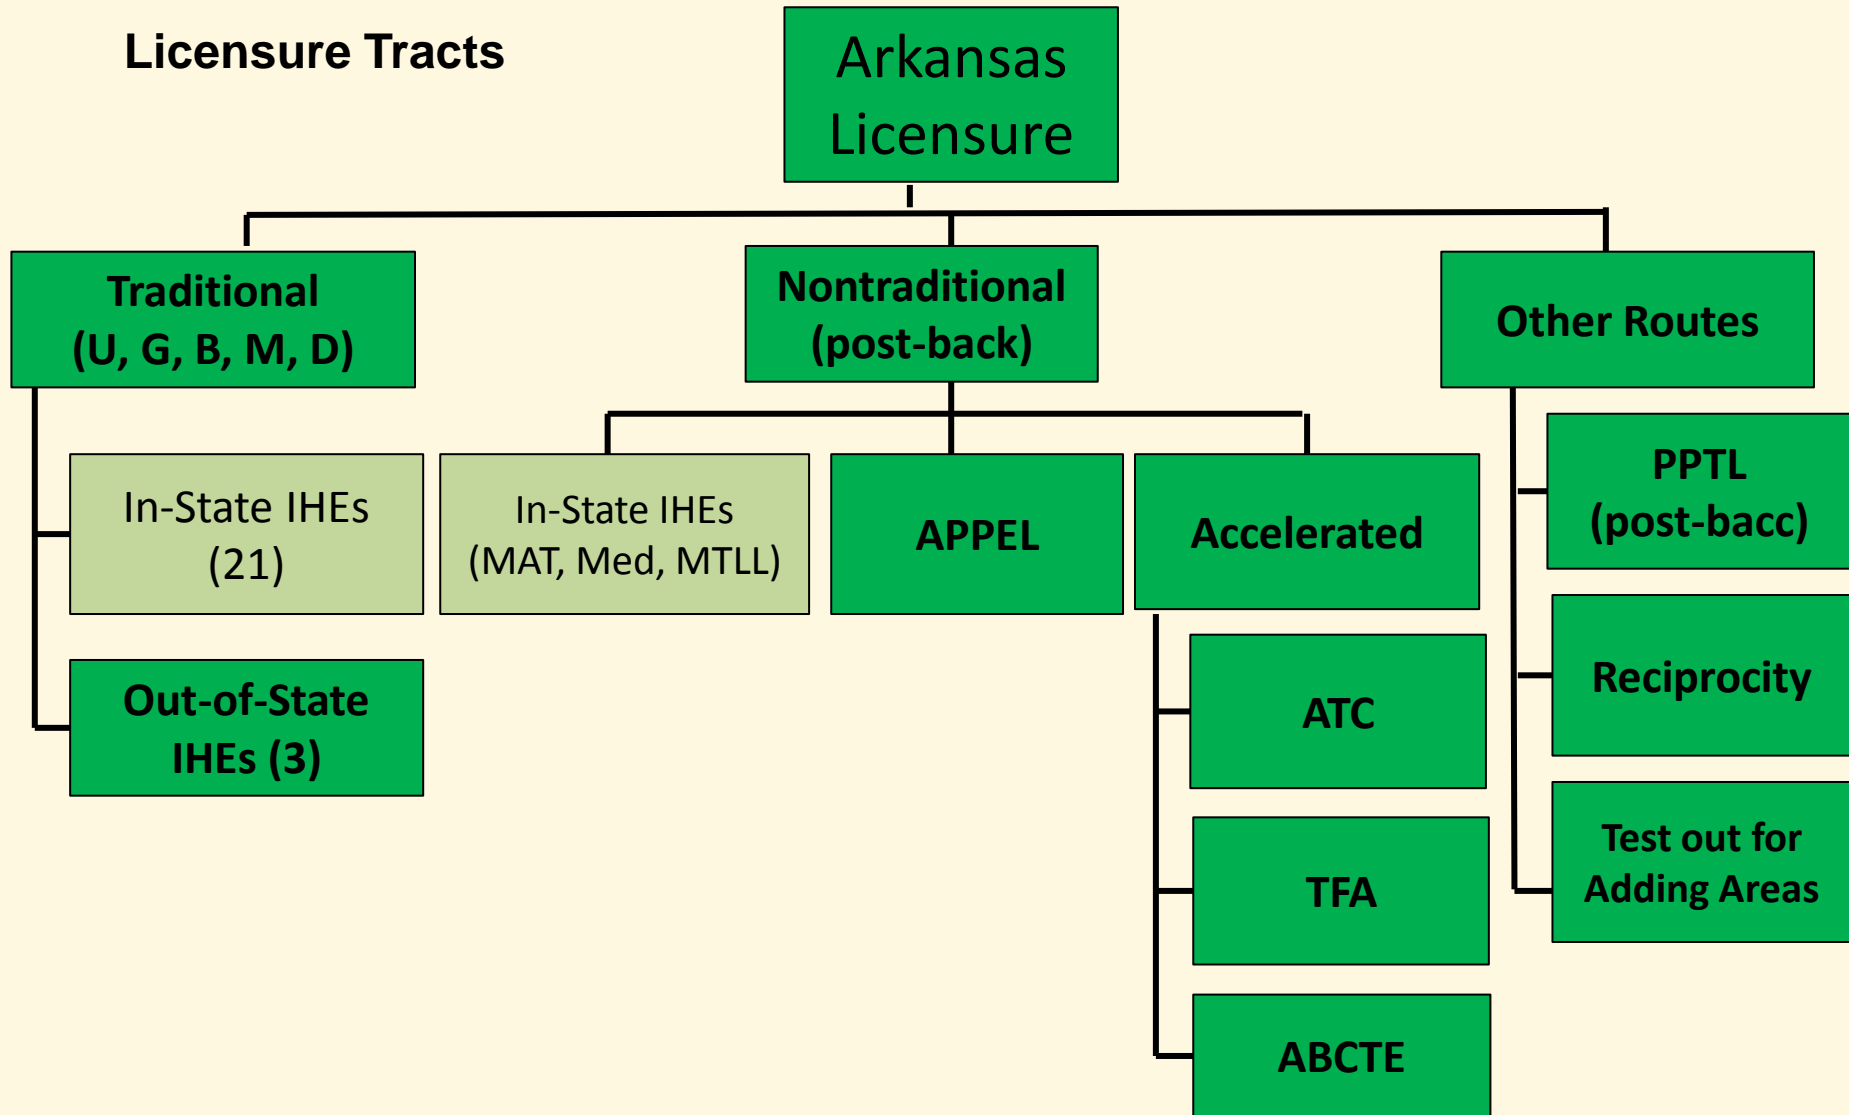 Licensure Tracts
Arkansas
Licensure
Traditional
(U, G, B, M, D)
Nontraditional
(post-back)
Other Routes
In-State IHEs
(21)
Out-of-State
IHEs (3)
In-State IHEs
(MAT, Med, MTLL)
APPEL
Accelerated
ATC
TFA
ABCTE
PPTL
(post-bacc)
Reciprocity
Test out for
Adding Areas